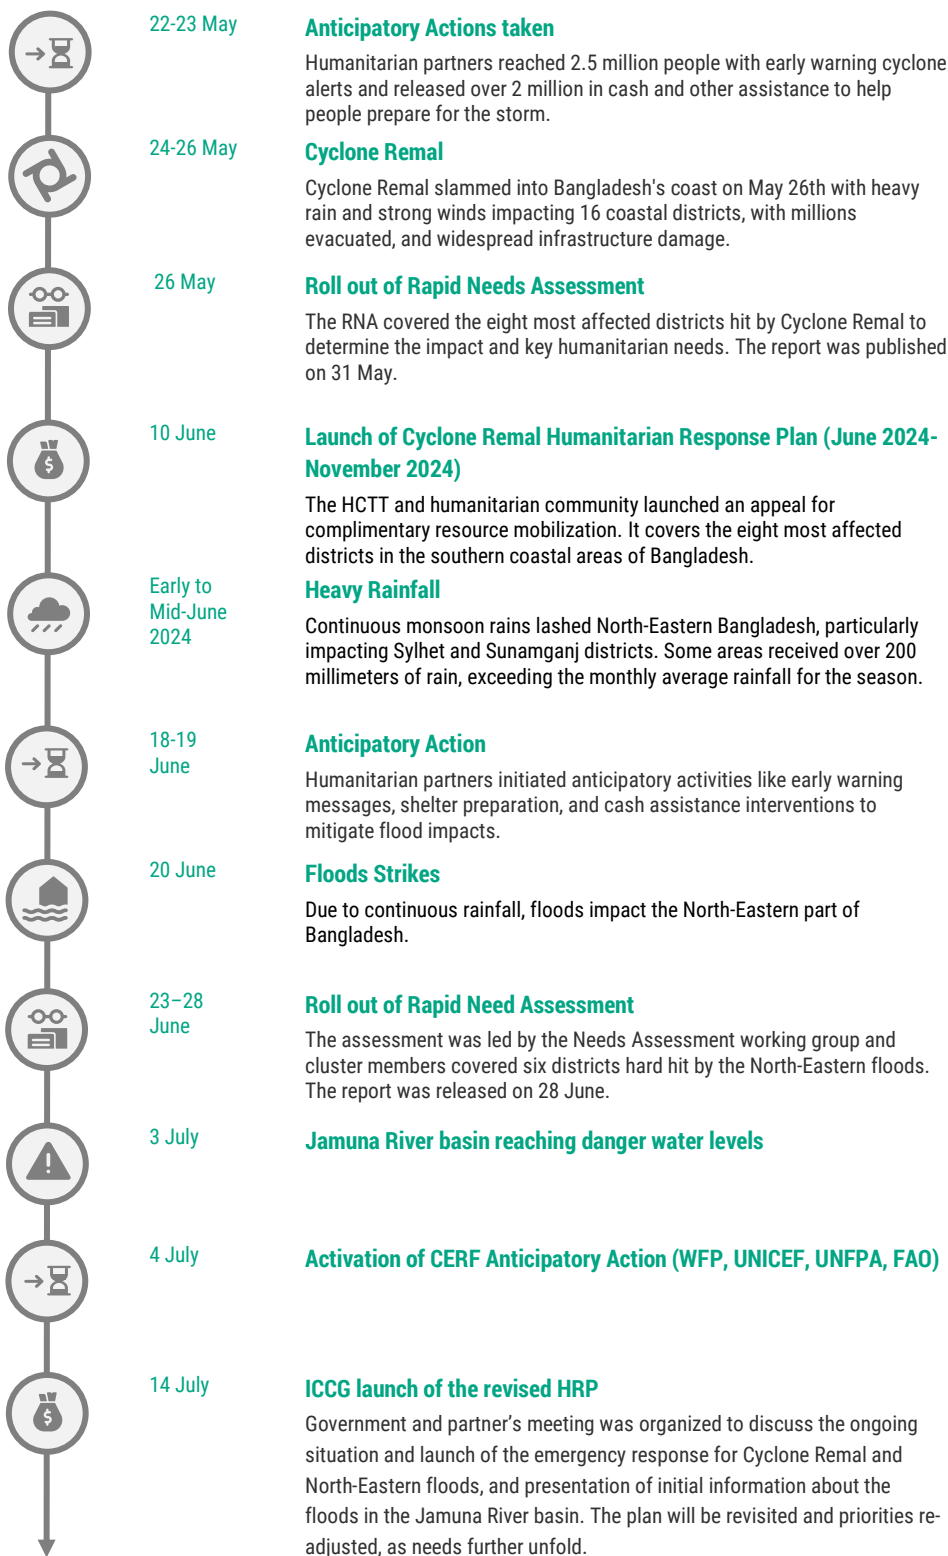 22-23 May
Anticipatory Actions taken
Humanitarian partners reached 2.5 million people with early warning cyclone
alerts and released over 2 million in cash and other assistance to help
people prepare for the storm.
24-26 May
Cyclone Remal
Cyclone Remal slammed into Bangladesh's coast on May 26th with heavy
rain and strong winds impacting 16 coastal districts, with millions
evacuated, and widespread infrastructure damage.
26 May
Roll out of Rapid Needs Assessment
The RNA covered the eight most affected districts hit by Cyclone Remal to
determine the impact and key humanitarian needs. The report was published
on 31 May.
10 June
Launch of Cyclone Remal Humanitarian Response Plan (June 2024-
November 2024)
The HCTT and humanitarian community launched an appeal for
complimentary resource mobilization. It covers the eight most affected
districts in the southern coastal areas of Bangladesh.
Early to
Mid-June
2024
Heavy Rainfall
Continuous monsoon rains lashed North-Eastern Bangladesh, particularly
impacting Sylhet and Sunamganj districts. Some areas received over 200
millimeters of rain, exceeding the monthly average rainfall for the season.
18-19
June
Anticipatory Action
Humanitarian partners initiated anticipatory activities like early warning
messages, shelter preparation, and cash assistance interventions to
mitigate flood impacts.
20 June
Floods Strikes
Due to continuous rainfall, floods impact the North-Eastern part of
Bangladesh.
23–28
June
Roll out of Rapid Need Assessment
The assessment was led by the Needs Assessment working group and
cluster members covered six districts hard hit by the North-Eastern floods.
The report was released on 28 June.
3 July
Jamuna River basin reaching danger water levels
4 July
Activation of CERF Anticipatory Action (WFP, UNICEF, UNFPA, FAO)
14 July
ICCG launch of the revised HRP
Government and partner's meeting was organized to discuss the ongoing
situation and launch of the emergency response for Cyclone Remal and
North-Eastern floods, and presentation of initial information about the
floods in the Jamuna River basin. The plan will be revisited and priorities re-
adjusted, as needs further unfold.